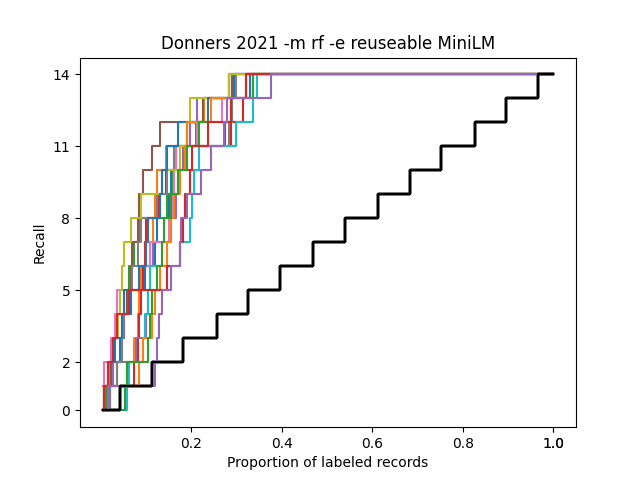 Donners 2021 -m rf -e reuseable MiniLM
14
11
8
5
2
0
Recall
0.2 0.4 0.6 0.8 1.0 1.0
Proportion of labeled records